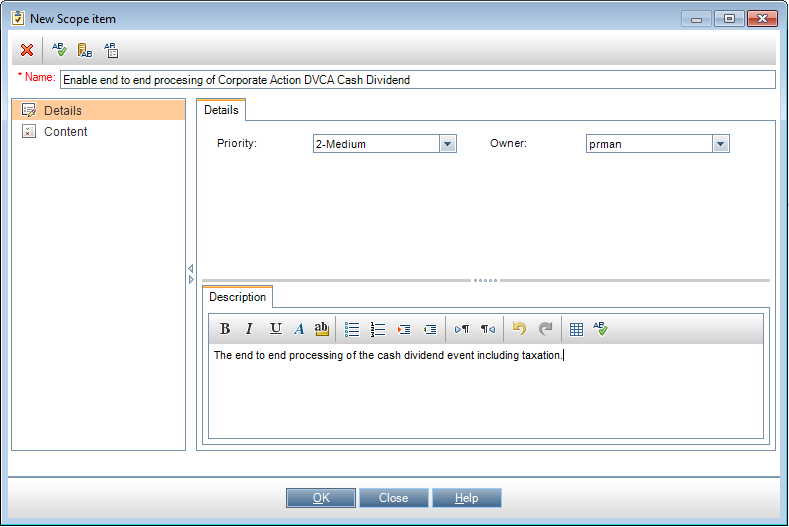 New Scope item
* Name: Enable end to end procesing of Corporate Action DVCA Cash Dividend
Details
Content
Details
Priority: 2-Medium Owner: prman
Description
B I U A ab
The end to end processing of the cash dividend event including taxation.
OK Close Help